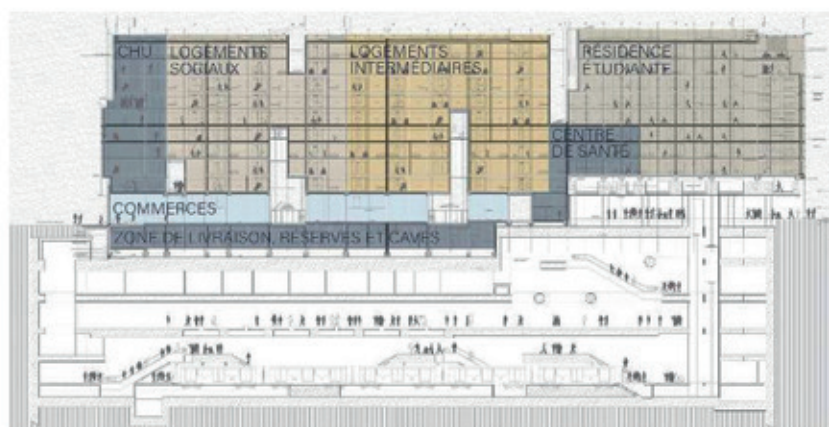 CHU
LOGEMENTS
SOCIAUX
LOGEMENTS
INTERMÉDIAIRES
RÉSIDENCE
ÉTUDIANTE
CENTRE
DE SANTÉ
COMMERCES
ZONE DE LIVRAISON, RÉSERVES ET CAVES